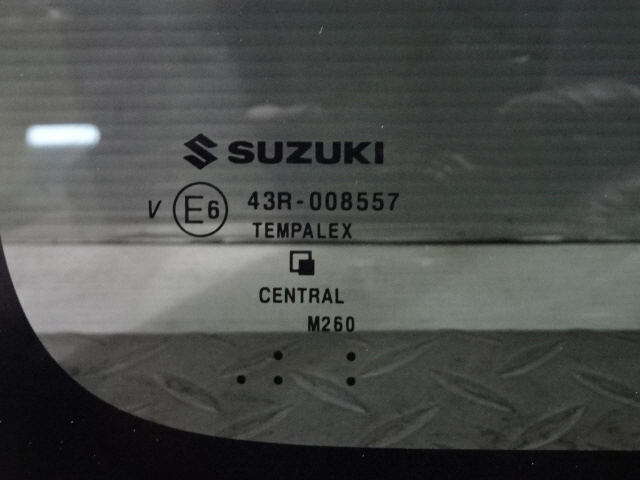 SUZUKI
V E6 43R-008557
TEMPALEX
CENTRAL
M260